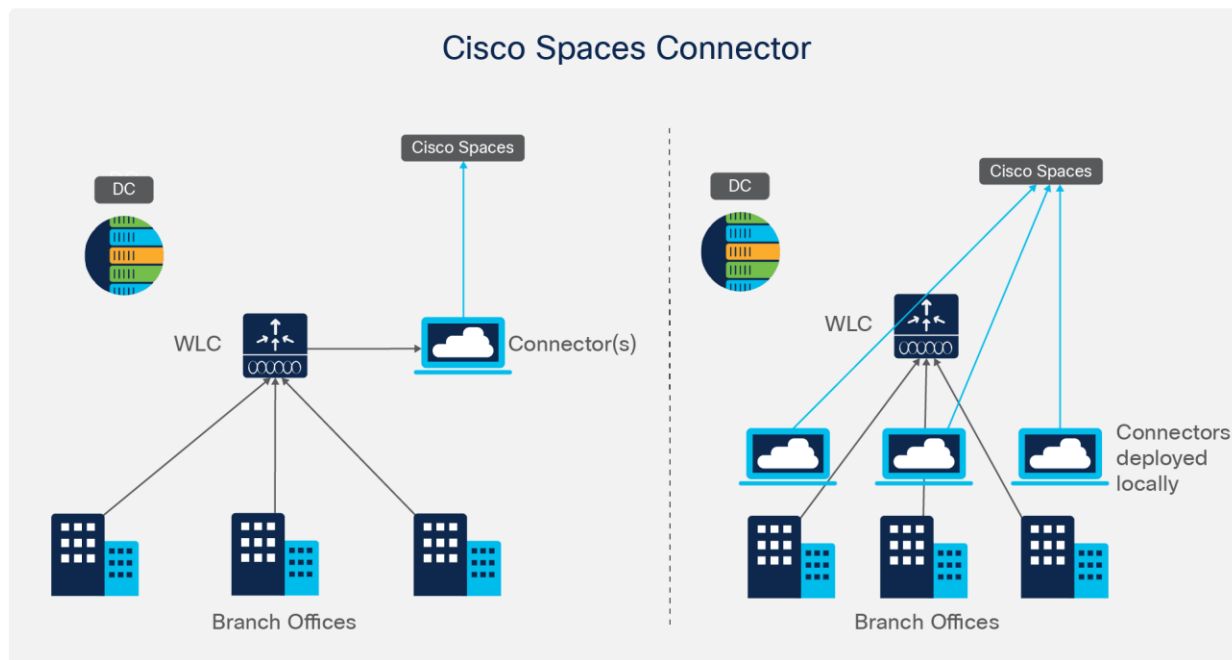 Cisco Spaces Connector
Cisco Spaces
DC
WLC
Connector(s)
Branch Offices
Cisco Spaces
DC
WLC
Connectors
deployed
locally
Branch Offices